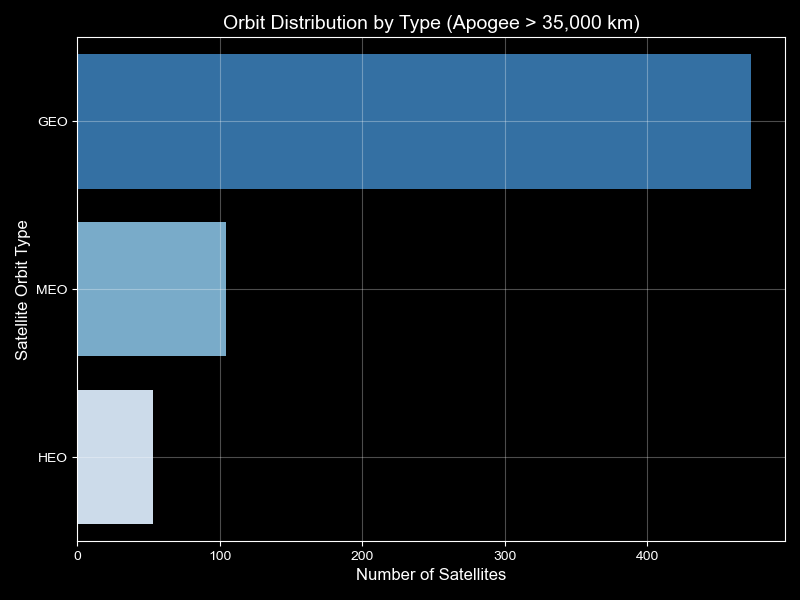 Orbit Distribution by Type (Apogee > 35,000 km)
Satellite Orbit Type
GEO
MEO
HEO
0 100 200 300 400
Number of Satellites